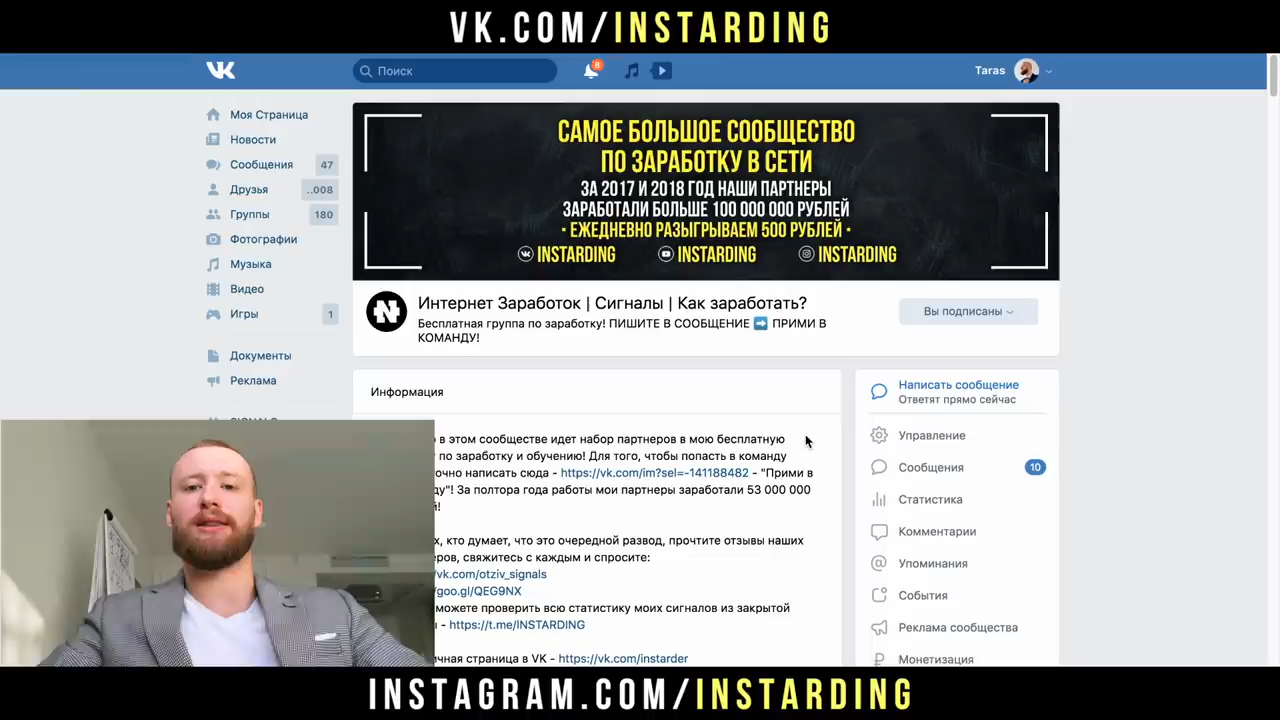 VK.COM/INSTARDING
Поиск
8
Taras
Моя Страница
Новости
Сообщения 47
Друзья ..008
Группы 180
Фотографии
Музыка
Видео
Игры 1
Документы
Реклама
САМОЕ БОЛЬШОЕ СООБЩЕСТВО
ПО ЗАРАБОТКУ В СЕТИ
ЗА 2017 И 2018 ГОД НАШИ ПАРТНЕРЫ
ЗАРАБОТАЛИ БОЛЬШЕ 100 000 000 РУБЛЕЙ
· ЕЖЕДНЕВНО РАЗЫГРЫВАЕМ 500 РУБЛЕЙ ·
INSTARDING INSTARDING INSTARDING
Интернет Заработок | Сигналы | Как заработать?
Бесплатная группа по заработку! ПИШИТЕ В СООБЩЕНИЕ ➡ ПРИМИ В
КОМАНДУ!
Вы подписаны
Информация
в этом сообществе идет набор партнеров в мою бесплатную
по заработку и обучению! Для того, чтобы попасть в команду
написать сюда - https://vk.com/im?sel=-141188482 - "Прими в
! За полтора года работы мои партнеры заработали 53 000 000
кто думает, что это очередной развод, прочтите отзывы наших
свяжитесь с каждым и спросите:
/vk.com/otziv_signals
/goo.gl/QEG9NX
можете проверить всю статистику моих сигналов из закрытой
- https://t.me/INSTARDING
страница в VK - https://vk.com/instarder
Написать сообщение
Ответят прямо сейчас
Управление
Сообщения 10
Статистика
Комментарии
Упоминания
События
Реклама сообщества
Монетизация
INSTAGRAM.COM/INSTARDING